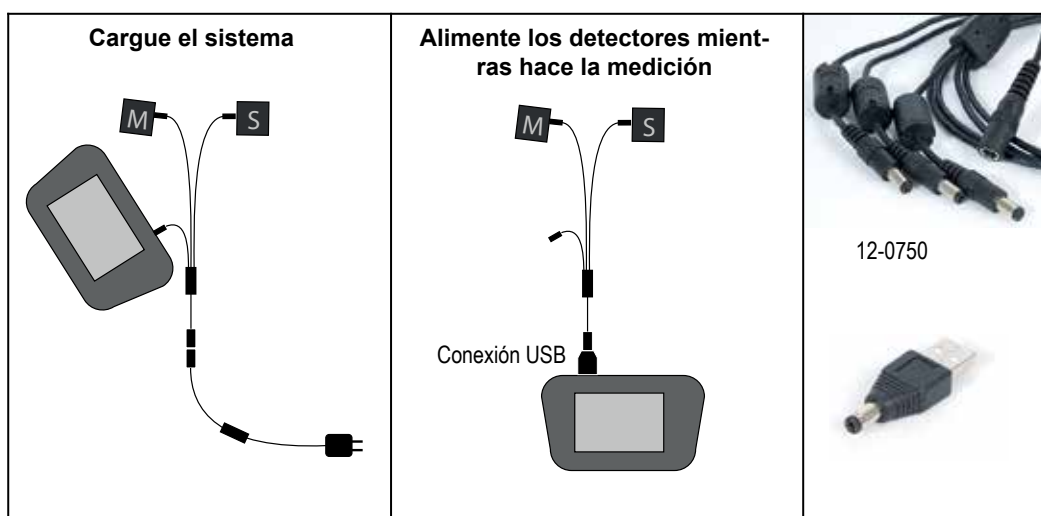 Cargue el sistema
M
S
Alimente los detectores mient-
ras hace la medición
M
S
Conexión USB
12-0750